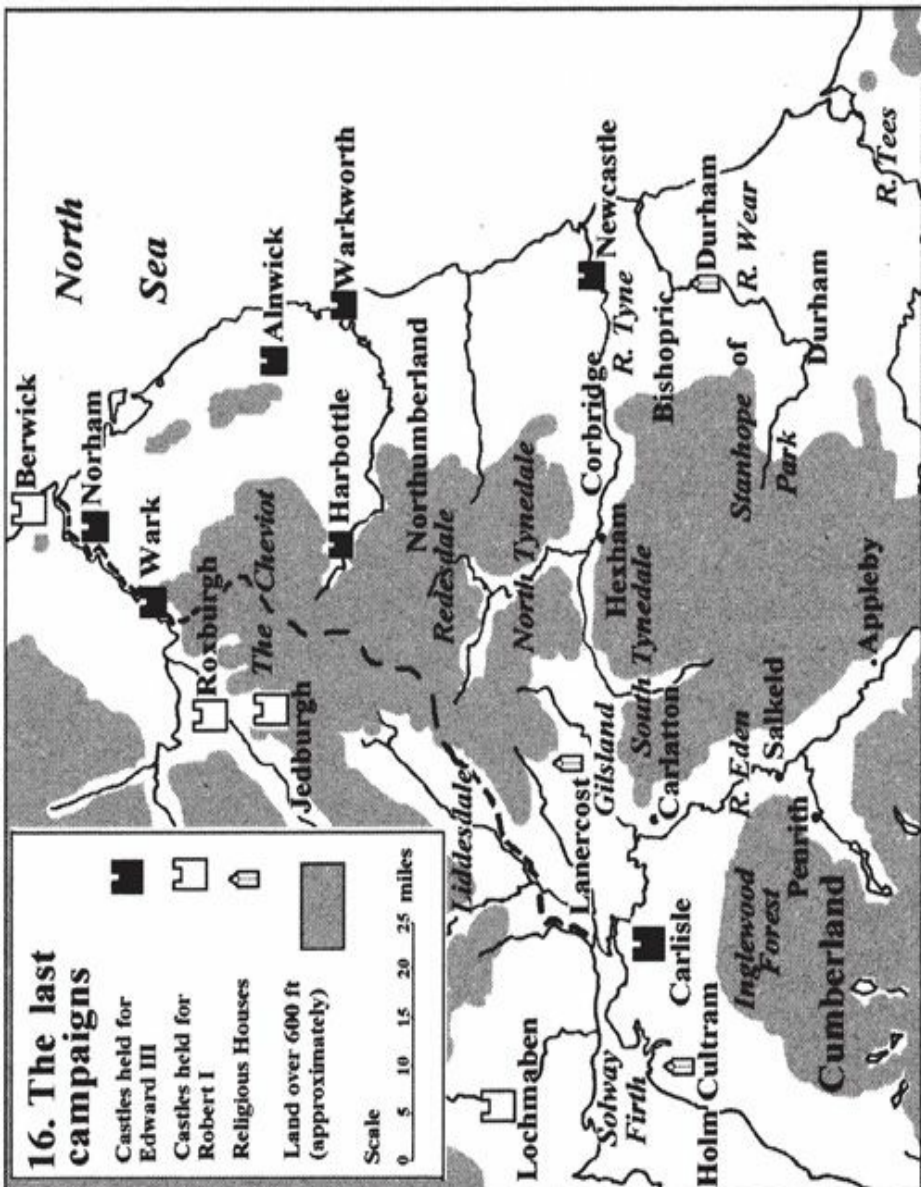 16. The last
campaigns
Castles held for
Edward III
Castles held for
Robert I
Religious Houses
Land over 600 ft
(approximately)
Scale
0 5 10 15 20 25 miles
North
Sea
Berwick
Norham
Wark
Roxburgh
The Cheviot
Jedburgh
Alnwick
Warkworth
Harbottle
Northumberland
Redesdale
North Tynedale
Liddesdale
Lochmaben
Solway
Firth
Lanercost
Gilsland
South Tynedale
Hexham
Corbridge
R. Tyne
Newcastle
Carlisle
Carlatton
Holm Cultram
Inglewood
Forest
R. Eden
Salkeld
Penrith
Cumberland
Appleby
Bishopric
of
Durham
Stanhope
Park
Durham
R. Wear
R. Tees